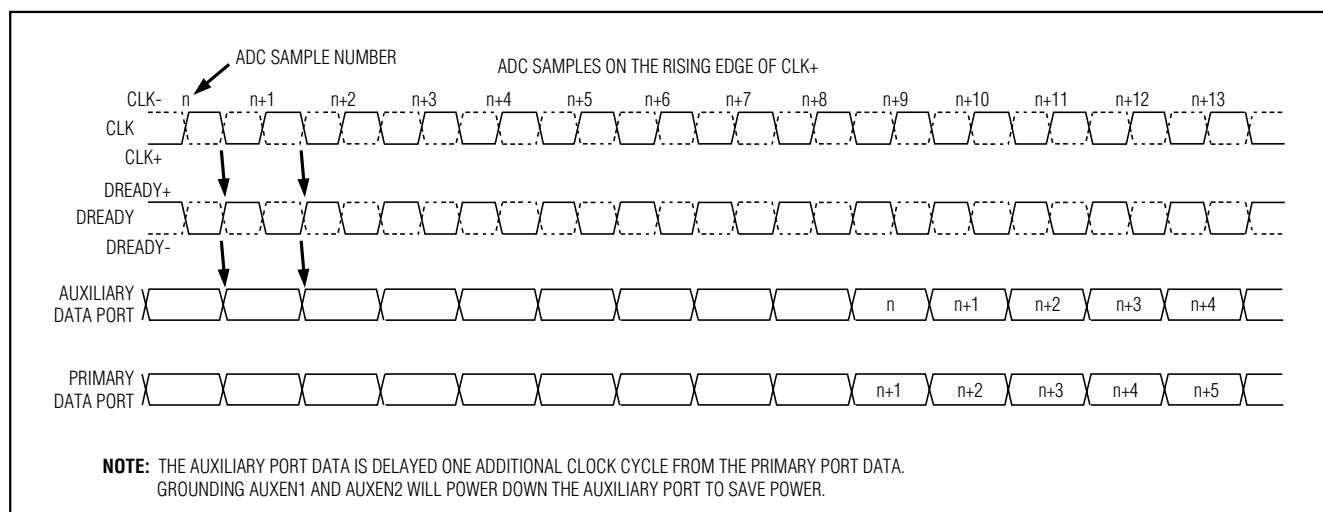 ADC SAMPLE NUMBER
ADC SAMPLES ON THE RISING EDGE OF CLK+
CLK- n n+1 n+2 n+3 n+4 n+5 n+6 n+7 n+8 n+9 n+10 n+11 n+12 n+13
CLK
CLK+
DREADY+
DREADY
DREADY-
AUXILIARY
DATA PORT
n n+1 n+2 n+3 n+4
PRIMARY
DATA PORT
n+1 n+2 n+3 n+4 n+5
NOTE: THE AUXILIARY PORT DATA IS DELAYED ONE ADDITIONAL CLOCK CYCLE FROM THE PRIMARY PORT DATA.
GROUNDING AUXEN1 AND AUXEN2 WILL POWER DOWN THE AUXILIARY PORT TO SAVE POWER.